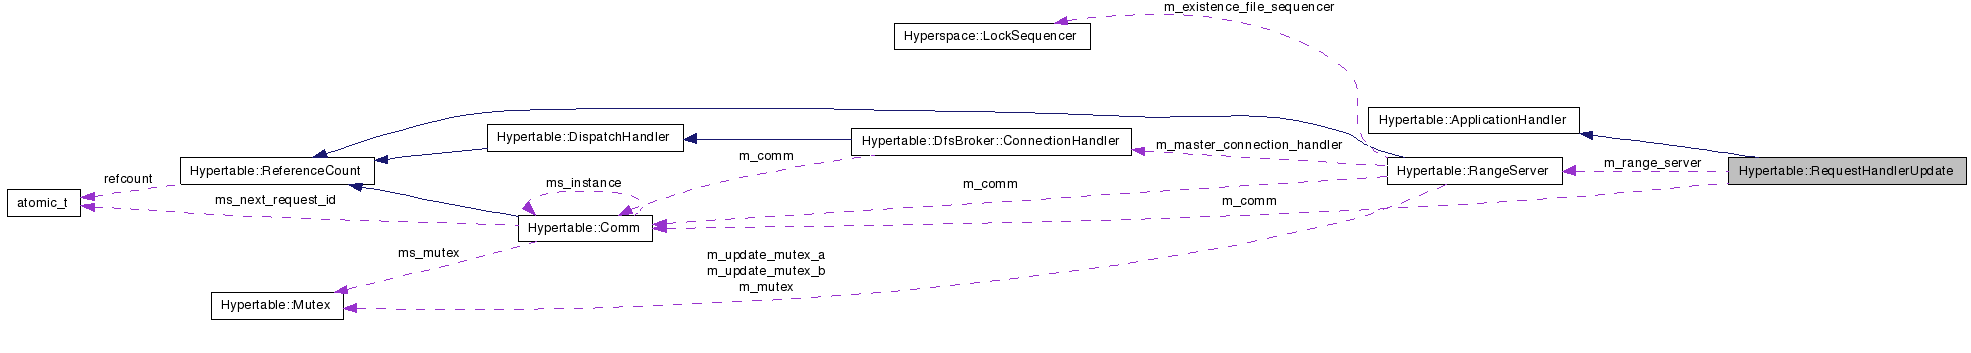 m_existence_file_sequencer
Hyperspace::LockSequencer
Hypertable::ApplicationHandler
Hypertable::DispatchHandler
Hypertable::DfsBroker::ConnectionHandler
m_master_connection_handler
m_comm
m_range_server
Hypertable::ReferenceCount
Hypertable::RangeServer
Hypertable::RequestHandlerUpdate
refcount
ms_instance
m_comm
atomic_t
ms_next_request_id
m_comm
Hypertable::Comm
ms_mutex
m_update_mutex_a
m_update_mutex_b
m_mutex
Hypertable::Mutex